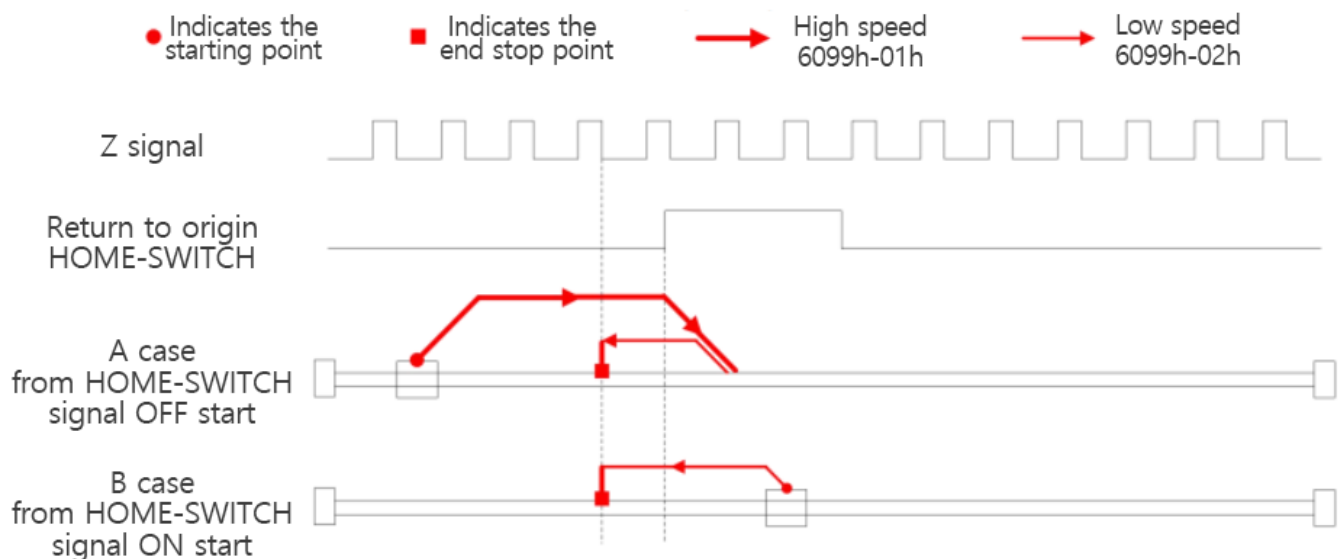 Indicates the
starting point
Indicates the
end stop point
High speed
6099h-01h
Low speed
6099h-02h
Z signal
Return to origin
HOME-SWITCH
A case
from HOME-SWITCH
signal OFF start
B case
from HOME-SWITCH
signal ON start